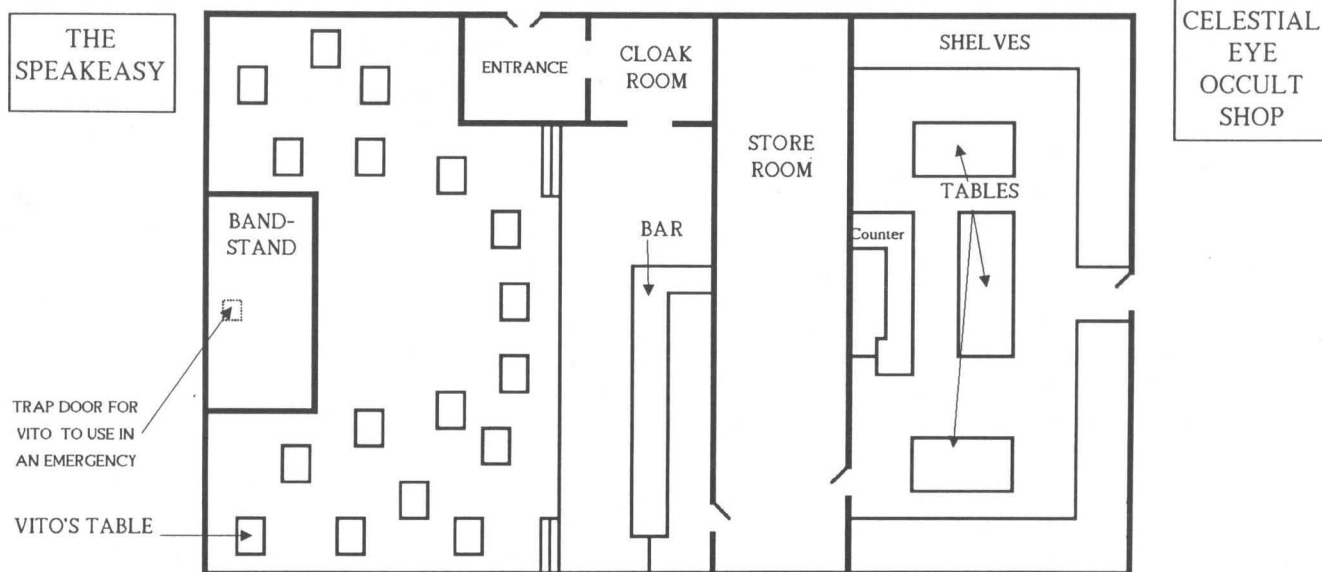 THE
SPEAKEASY
ENTRANCE
CLOAK
ROOM
SHELVES
CELESTIAL
EYE
OCCULT
SHOP
STORE
ROOM
TABLES
BAND-
STAND
BAR
Counter
TRAP DOOR FOR
VITO TO USE IN
AN EMERGENCY
VITO'S TABLE